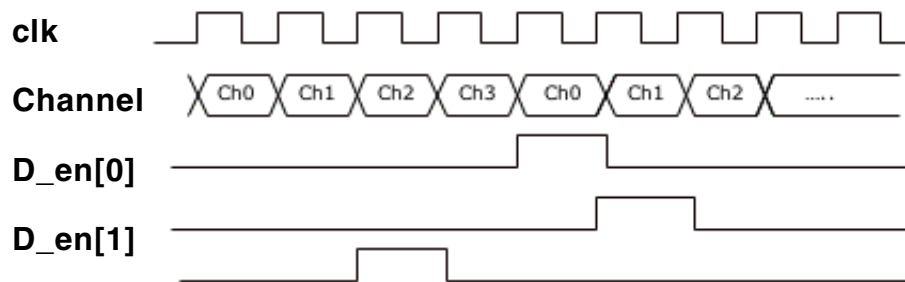 clk
Channel Ch0 Ch1 Ch2 Ch3 Ch0 Ch1 Ch2 .....
D_en[0]
D_en[1]